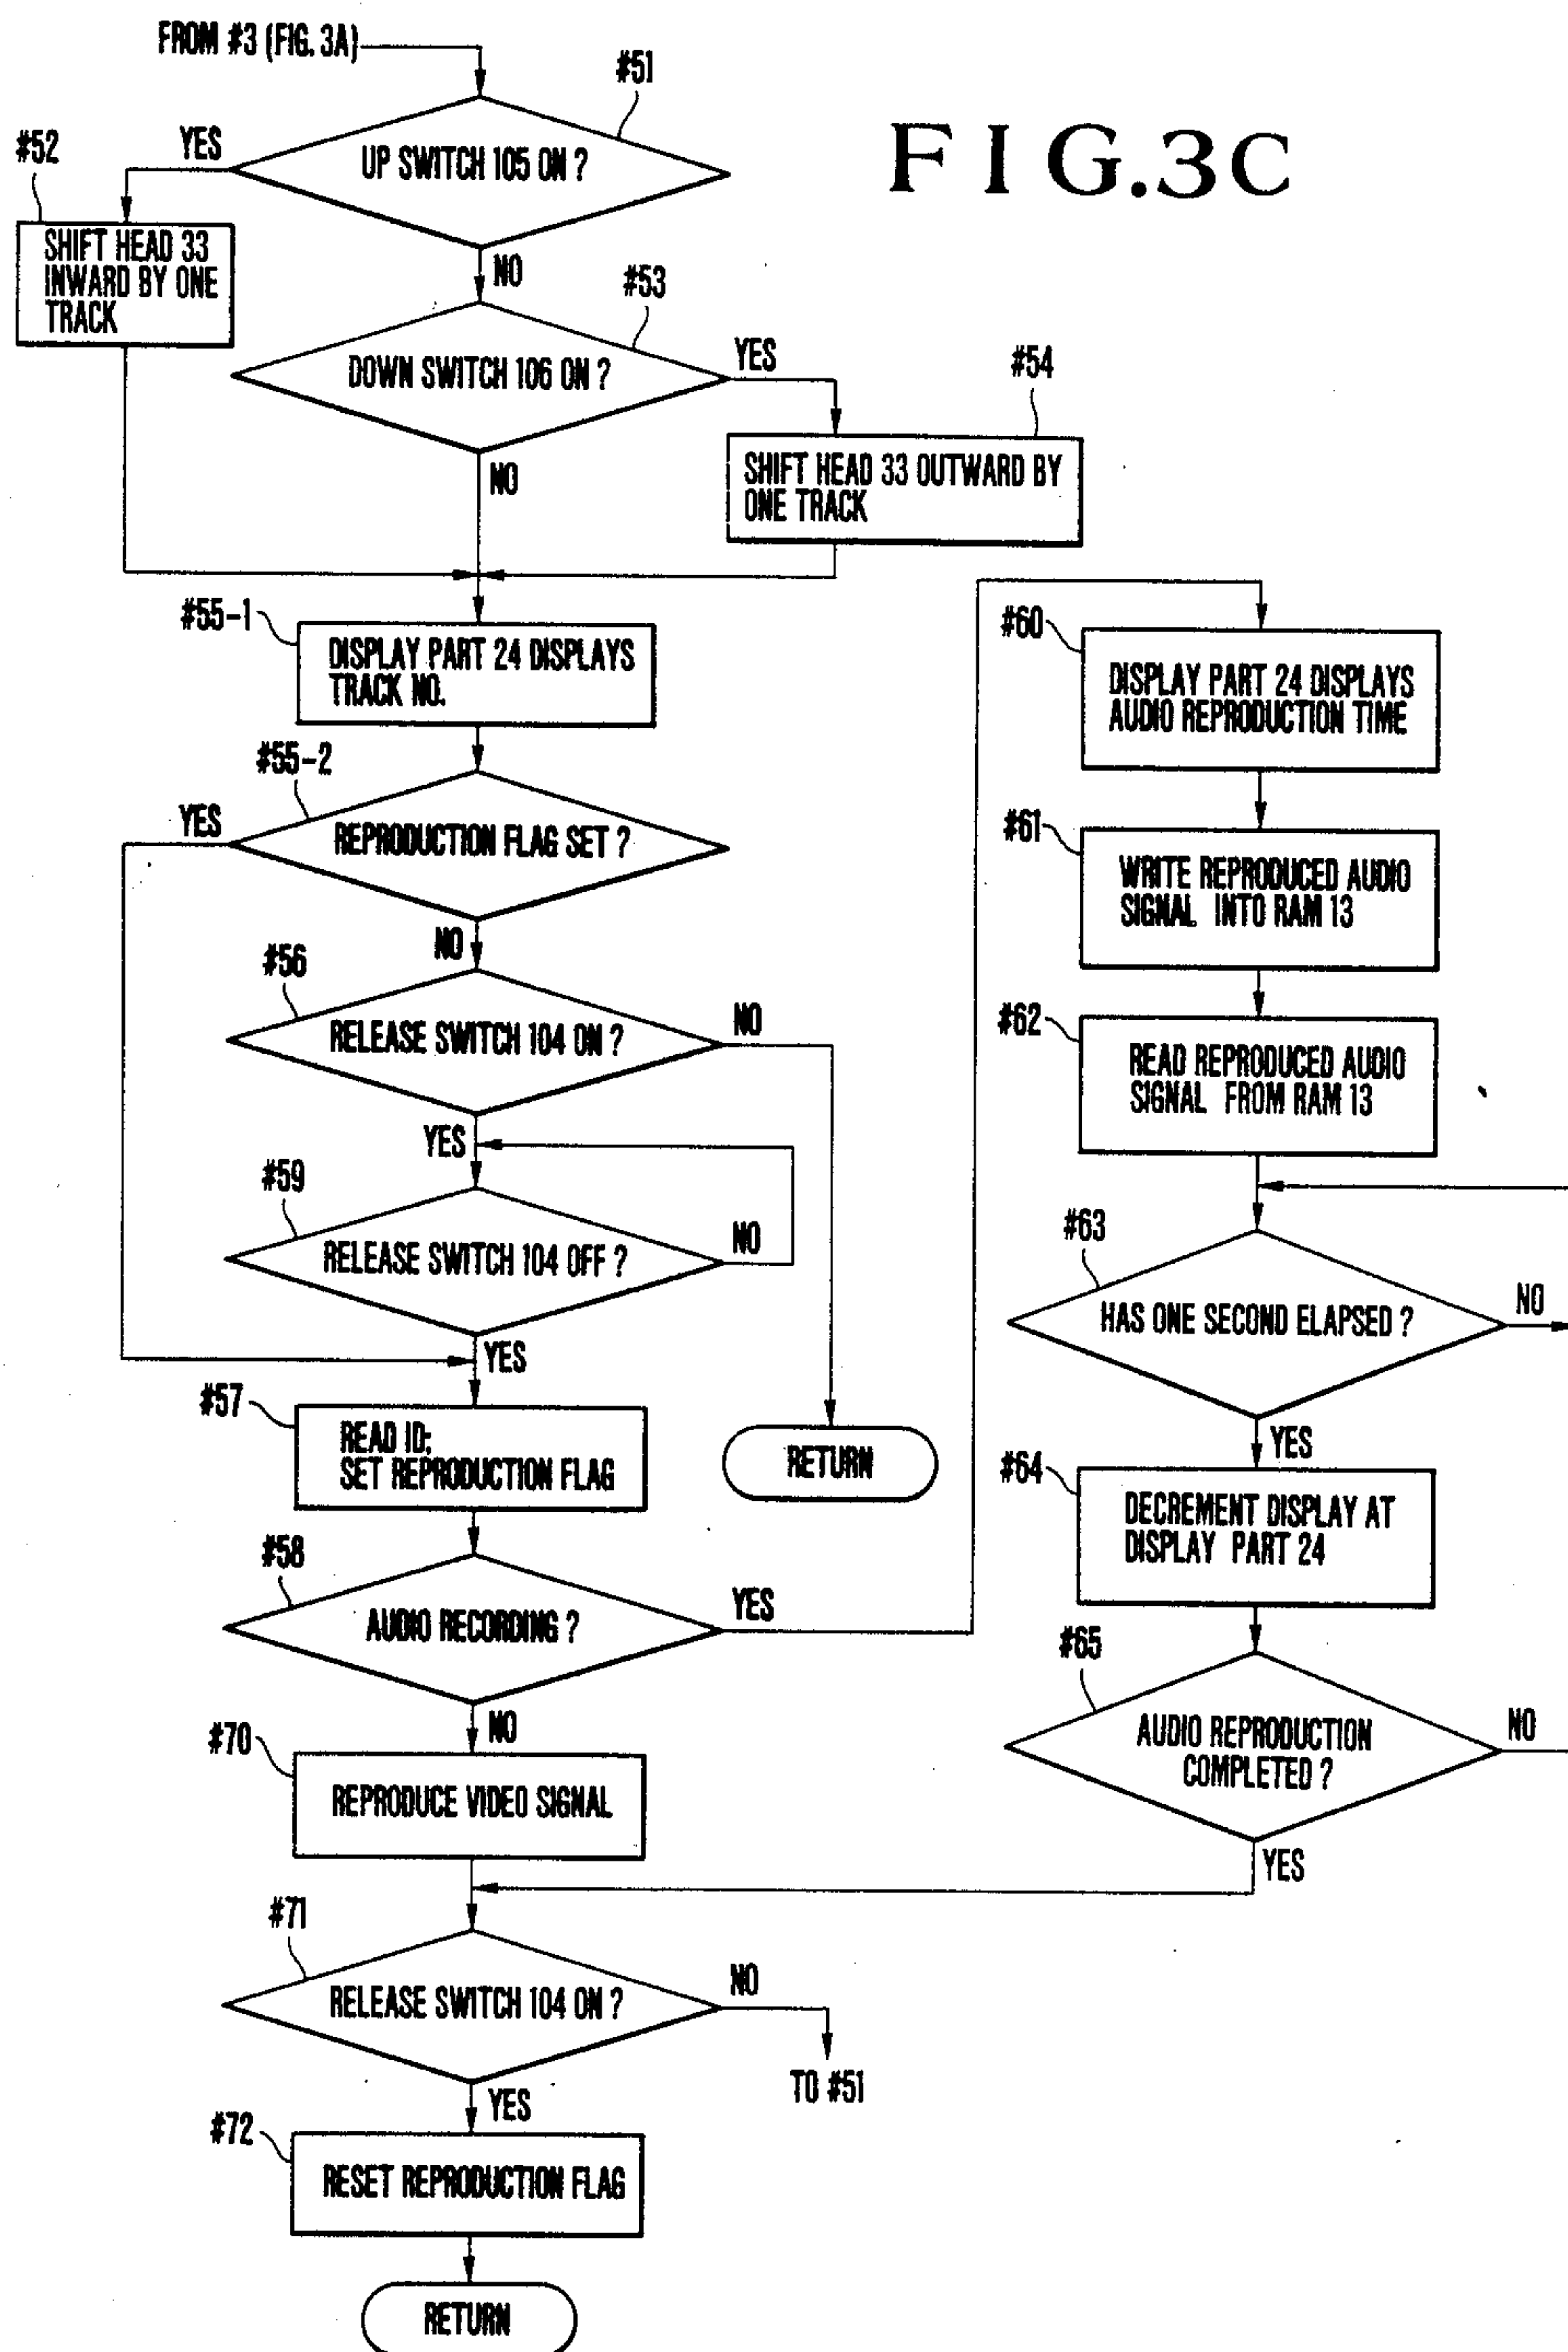 FROM #3 (FIG. 3A)
FIG.3C
#51
UP SWITCH 105 ON ?
YES
NO
#52
SHIFT HEAD 33
INWARD BY ONE
TRACK
#53
DOWN SWITCH 106 ON ?
YES
NO
#54
SHIFT HEAD 33 OUTWARD BY
ONE TRACK
#55-1
DISPLAY PART 24 DISPLAYS
TRACK NO.
#55-2
REPRODUCTION FLAG SET ?
YES
NO
#56
RELEASE SWITCH 104 ON ?
NO
YES
#59
RELEASE SWITCH 104 OFF ?
NO
YES
#57
READ ID;
SET REPRODUCTION FLAG
RETURN
#58
AUDIO RECORDING ?
YES
NO
#70
REPRODUCE VIDEO SIGNAL
#71
RELEASE SWITCH 104 ON ?
NO
TO #51
YES
#72
RESET REPRODUCTION FLAG
RETURN
#60
DISPLAY PART 24 DISPLAYS
AUDIO REPRODUCTION TIME
#61
WRITE REPRODUCED AUDIO
SIGNAL INTO RAM 13
#62
READ REPRODUCED AUDIO
SIGNAL FROM RAM 13
#63
HAS ONE SECOND ELAPSED ?
NO
YES
#64
DECREMENT DISPLAY AT
DISPLAY PART 24
#65
AUDIO REPRODUCTION
COMPLETED ?
NO
YES